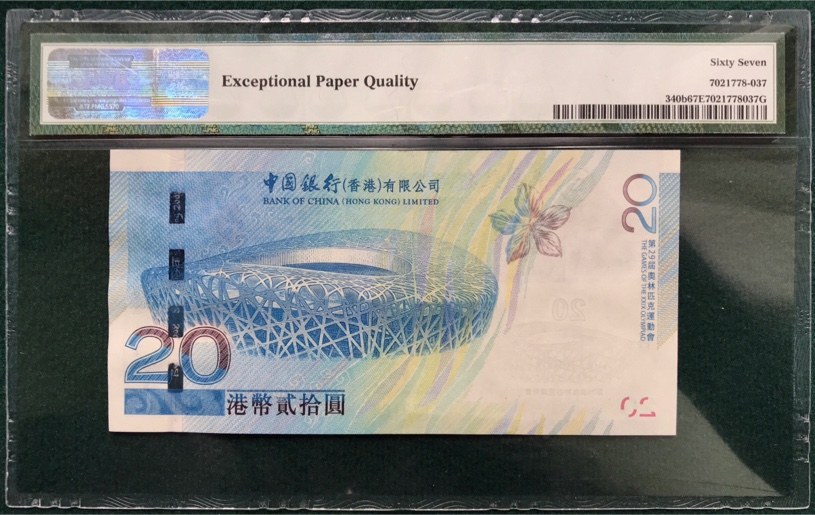 Exceptional Paper Quality
Sixty Seven
7021778-037
340b67E7021778037G
中國銀行(香港)有限公司
BANK OF CHINA (HONG KONG) LIMITED
20
第29届奧林匹克運動會
THE GAMES OF THE XXIX OLYMPIAD
20
20
港幣貳拾圓